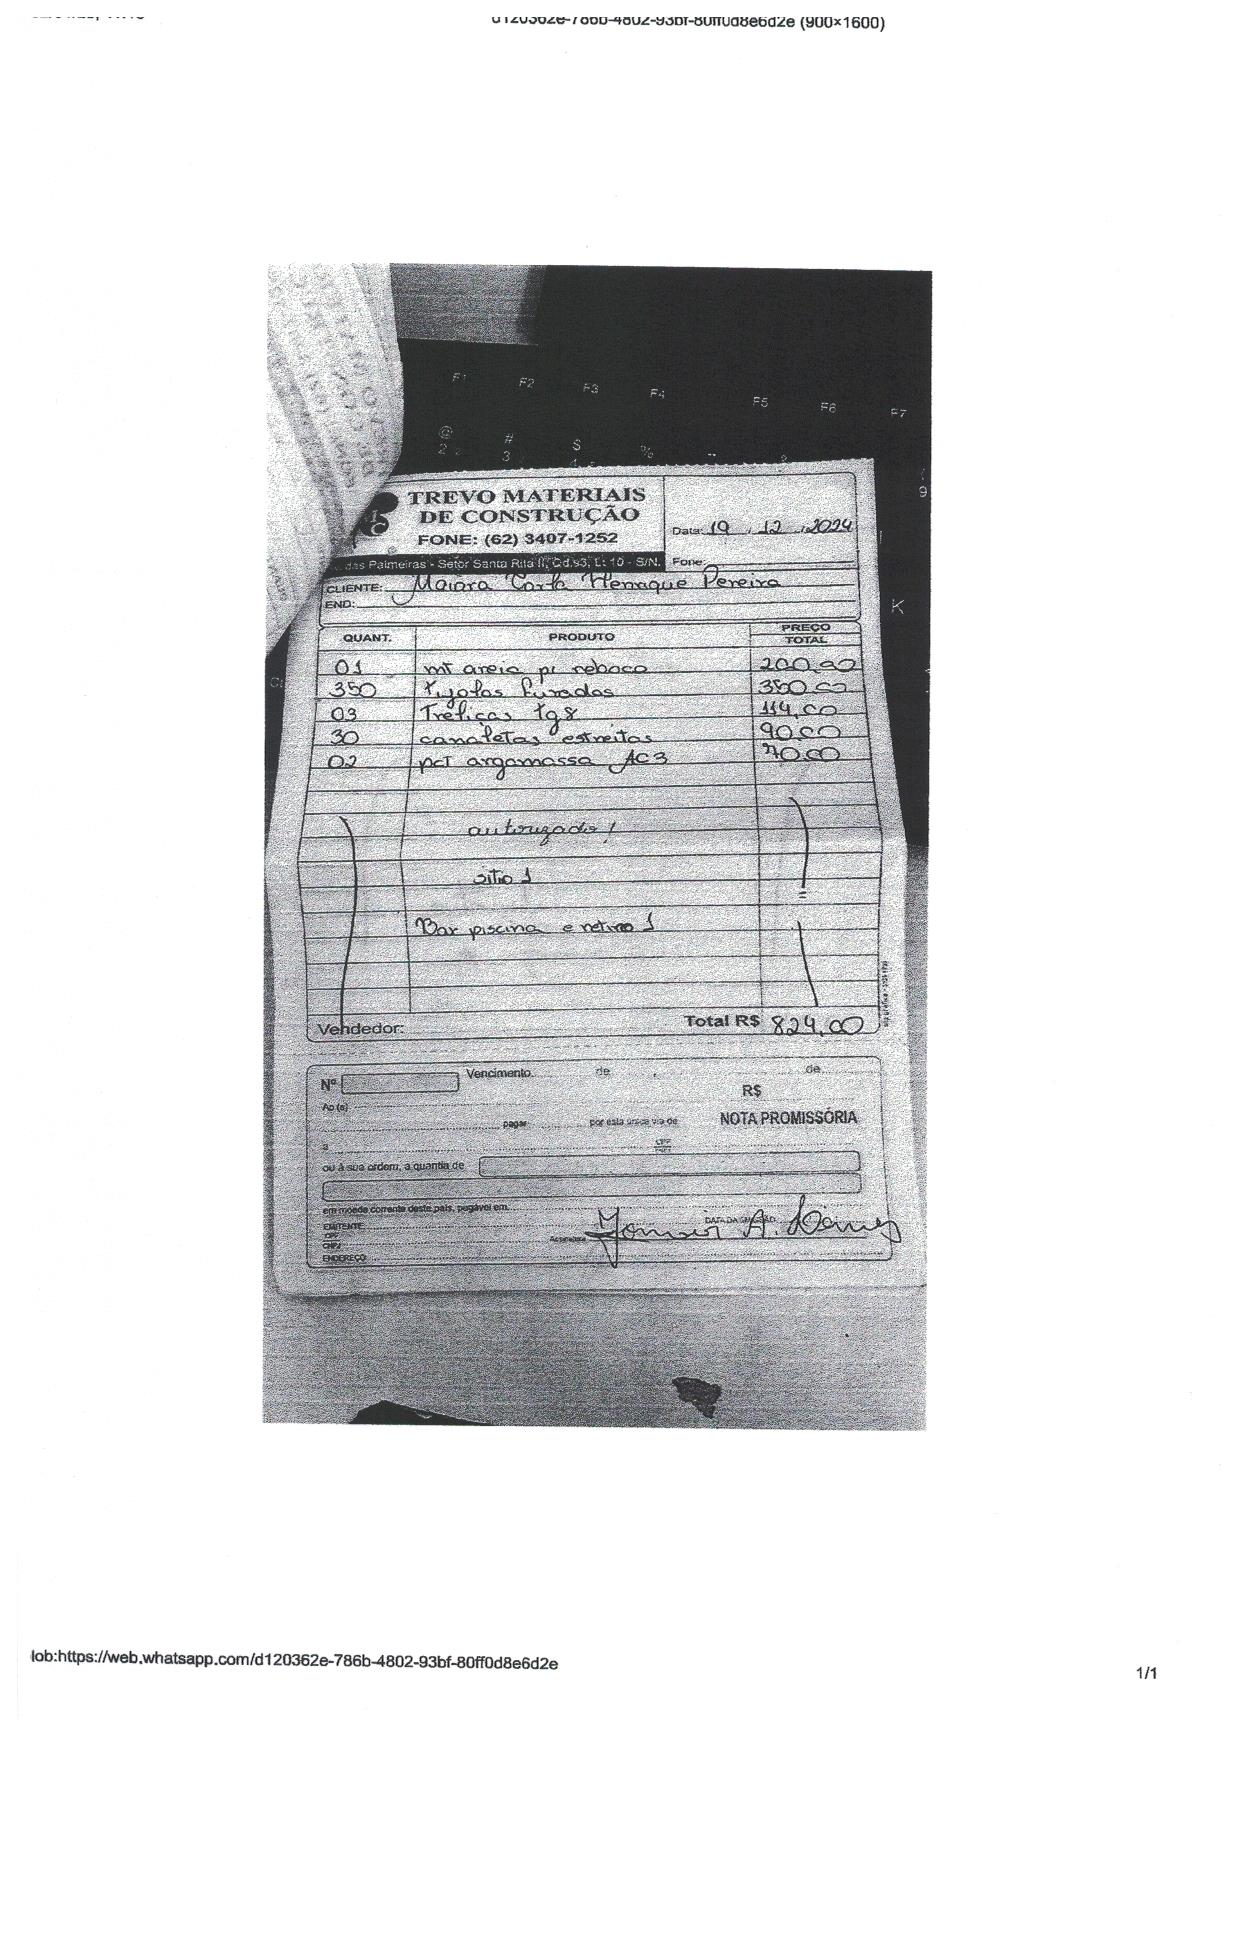 d120362e-786b-4802-93bf-80ff0d8e6d2e (900×1600)
F1 F2 F3 F4 F5 F6 F7
@ # $ %
2 3 4
9
K
TREVO MATERIAIS
DE CONSTRUÇÃO
FONE: (62) 3407-1252
das Palmeiras - Setor Santa Rita II, Qd.s3, Lt 10 - S/N.
Data: 19 . 12 . 2024
Fone:
CLIENTE: Maiara Carla Henrique Pereira
END:
QUANT. PRODUTO PREÇO TOTAL
01 mt areia p/ reboco 200,00
350 tijolos furados 350,00
03 Treliças tg8 114,00
30 canaletas estreitas 90,00
02 pct argamassa AC3 70,00
autorizado!
sitio 1
Bar piscina e retiro 1
Vendedor: Total R$ 824,00
Nº Vencimento de de
R$
Ao (a)
pagar por esta única via de NOTA PROMISSÓRIA
a CPF
ou à sua ordem, a quantia de
em moeda corrente deste país, pagável em
EMITENTE DATA DA EMISSÃO
CPF
CNPJ Assinatura
ENDEREÇO
lob:https://web.whatsapp.com/d120362e-786b-4802-93bf-80ff0d8e6d2e
1/1